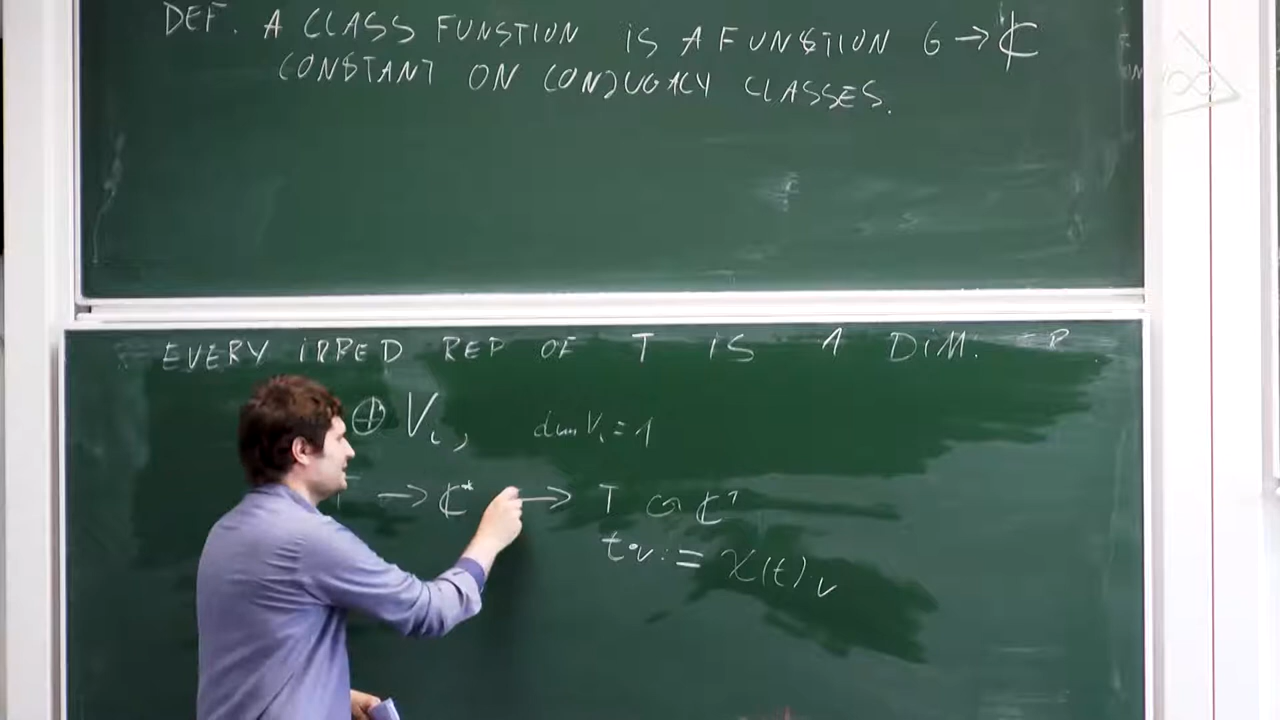 DEF. A CLASS FUNSTION IS A FUNSTION G → ℂ
CONSTANT ON CONJUGACY CLASSES.
EVERY IRRED REP OF T IS 1 DIM.
⊕ Vᵢ, dim Vᵢ = 1
→ ℂ* → T ↷ ℂ¹
t∘v := χ(t)v